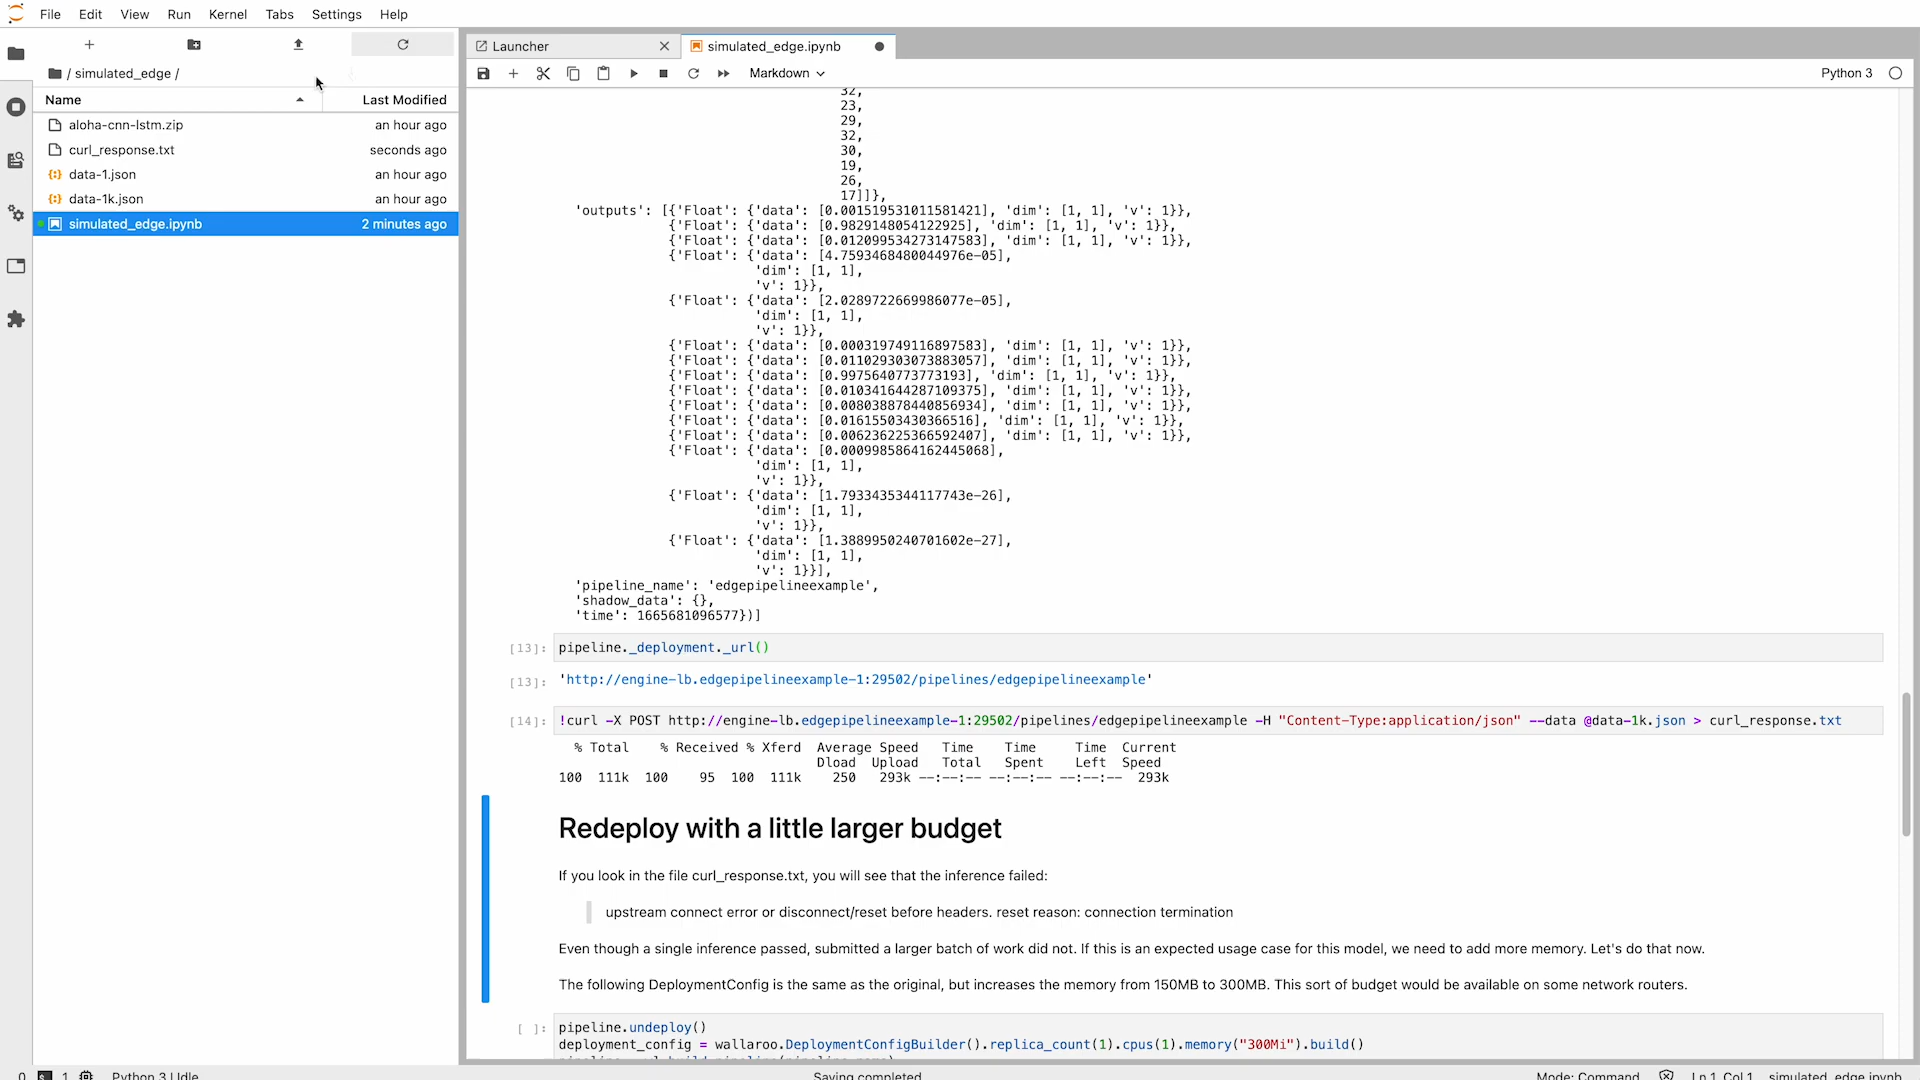 File Edit View Run Kernel Tabs Settings Help
/ simulated_edge /
Name Last Modified
aloha-cnn-lstm.zip an hour ago
curl_response.txt seconds ago
data-1.json an hour ago
data-1k.json an hour ago
simulated_edge.ipynb 2 minutes ago
Launcher simulated_edge.ipynb
Markdown Python 3
32,
23,
29,
32,
30,
19,
26,
17]]},
'outputs': [{'Float': {'data': [0.001519531011581421], 'dim': [1, 1], 'v': 1}},
{'Float': {'data': [0.9829148054122925], 'dim': [1, 1], 'v': 1}},
{'Float': {'data': [0.012099534273147583], 'dim': [1, 1], 'v': 1}},
{'Float': {'data': [4.7593468480044976e-05],
'dim': [1, 1],
'v': 1}},
{'Float': {'data': [2.0289722669986077e-05],
'dim': [1, 1],
'v': 1}},
{'Float': {'data': [0.000319749116897583], 'dim': [1, 1], 'v': 1}},
{'Float': {'data': [0.011029303073883057], 'dim': [1, 1], 'v': 1}},
{'Float': {'data': [0.9975640773773193], 'dim': [1, 1], 'v': 1}},
{'Float': {'data': [0.010341644287109375], 'dim': [1, 1], 'v': 1}},
{'Float': {'data': [0.008038878440856934], 'dim': [1, 1], 'v': 1}},
{'Float': {'data': [0.01615503430366516], 'dim': [1, 1], 'v': 1}},
{'Float': {'data': [0.006236225366592407], 'dim': [1, 1], 'v': 1}},
{'Float': {'data': [0.0009985864162445068],
'dim': [1, 1],
'v': 1}},
{'Float': {'data': [1.7933435344117743e-26],
'dim': [1, 1],
'v': 1}},
{'Float': {'data': [1.3889950240701602e-27],
'dim': [1, 1],
'v': 1}}],
'pipeline_name': 'edgepipelineexample',
'shadow_data': {},
'time': 1665681096577})]
[13]: pipeline._deployment._url()
[13]: 'http://engine-lb.edgepipelineexample-1:29502/pipelines/edgepipelineexample'
[14]: !curl -X POST http://engine-lb.edgepipelineexample-1:29502/pipelines/edgepipelineexample -H "Content-Type:application/json" --data @data-1k.json > curl_response.txt
% Total % Received % Xferd Average Speed Time Time Time Current
Dload Upload Total Spent Left Speed
100 111k 100 95 100 111k 250 293k --:--:-- --:--:-- --:--:-- 293k
Redeploy with a little larger budget
If you look in the file curl_response.txt, you will see that the inference failed:
upstream connect error or disconnect/reset before headers. reset reason: connection termination
Even though a single inference passed, submitted a larger batch of work did not. If this is an expected usage case for this model, we need to add more memory. Let's do that now.
The following DeploymentConfig is the same as the original, but increases the memory from 150MB to 300MB. This sort of budget would be available on some network routers.
[ ]: pipeline.undeploy()
deployment_config = wallaroo.DeploymentConfigBuilder().replica_count(1).cpus(1).memory("300Mi").build()
0 1 Python 3 | Idle Saving completed Mode: Command Ln 1, Col 1 simulated_edge.ipynb